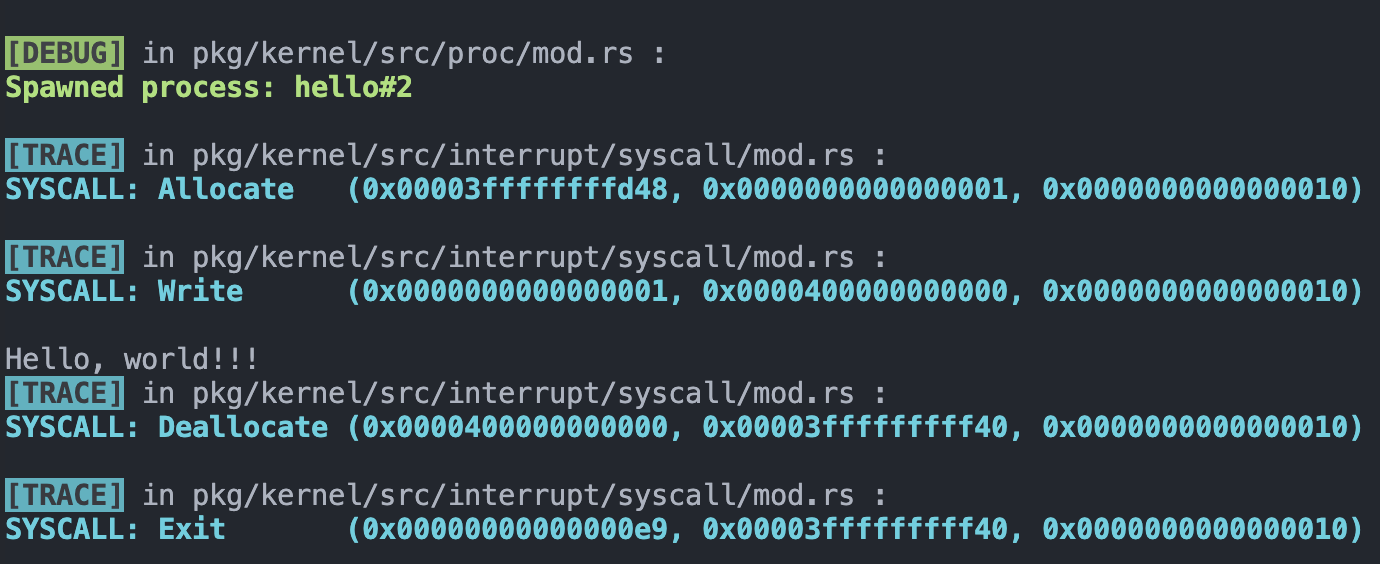 [DEBUG] in pkg/kernel/src/proc/mod.rs :
Spawned process: hello#2
[TRACE] in pkg/kernel/src/interrupt/syscall/mod.rs :
SYSCALL: Allocate   (0x00003ffffffffd48, 0x0000000000000001, 0x0000000000000010)
[TRACE] in pkg/kernel/src/interrupt/syscall/mod.rs :
SYSCALL: Write      (0x0000000000000001, 0x0000400000000000, 0x0000000000000010)
Hello, world!!!
[TRACE] in pkg/kernel/src/interrupt/syscall/mod.rs :
SYSCALL: Deallocate (0x0000400000000000, 0x00003fffffffff40, 0x0000000000000010)
[TRACE] in pkg/kernel/src/interrupt/syscall/mod.rs :
SYSCALL: Exit       (0x00000000000000e9, 0x00003fffffffff40, 0x0000000000000010)